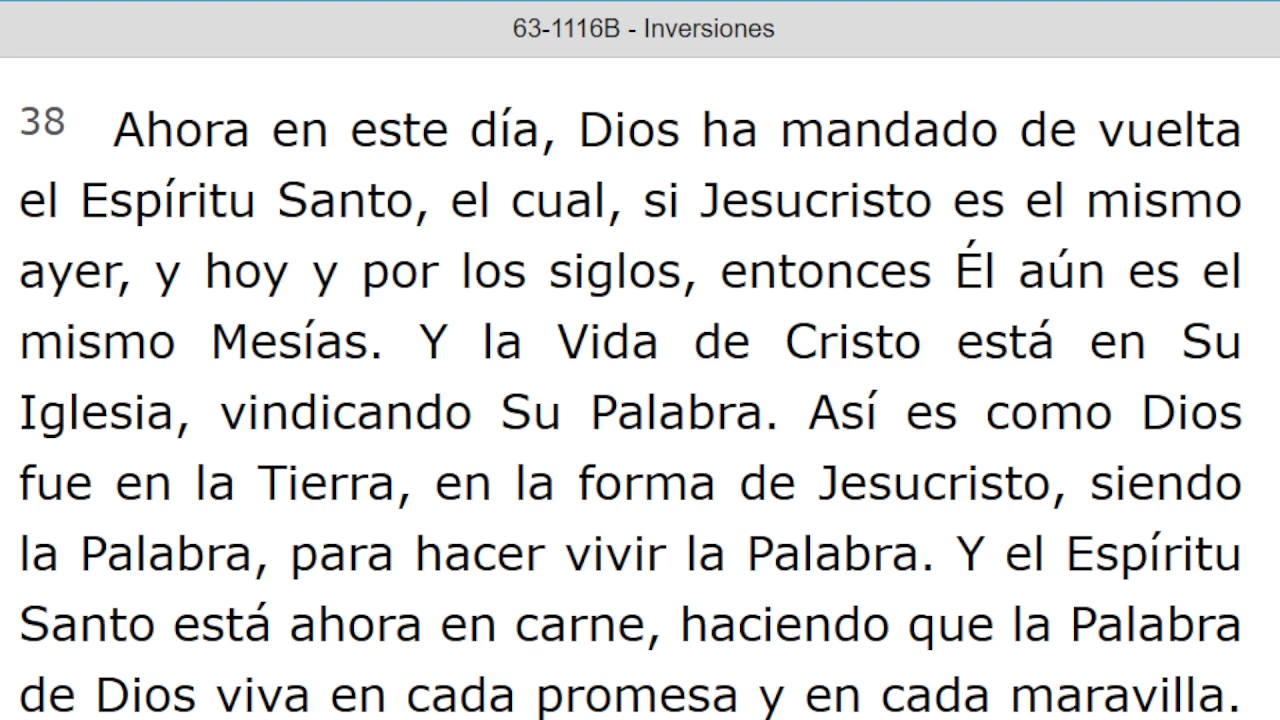 63-1116B - Inversiones
38 Ahora en este día, Dios ha mandado de vuelta
el Espíritu Santo, el cual, si Jesucristo es el mismo
ayer, y hoy y por los siglos, entonces Él aún es el
mismo Mesías. Y la Vida de Cristo está en Su
Iglesia, vindicando Su Palabra. Así es como Dios
fue en la Tierra, en la forma de Jesucristo, siendo
la Palabra, para hacer vivir la Palabra. Y el Espíritu
Santo está ahora en carne, haciendo que la Palabra
de Dios viva en cada promesa y en cada maravilla.